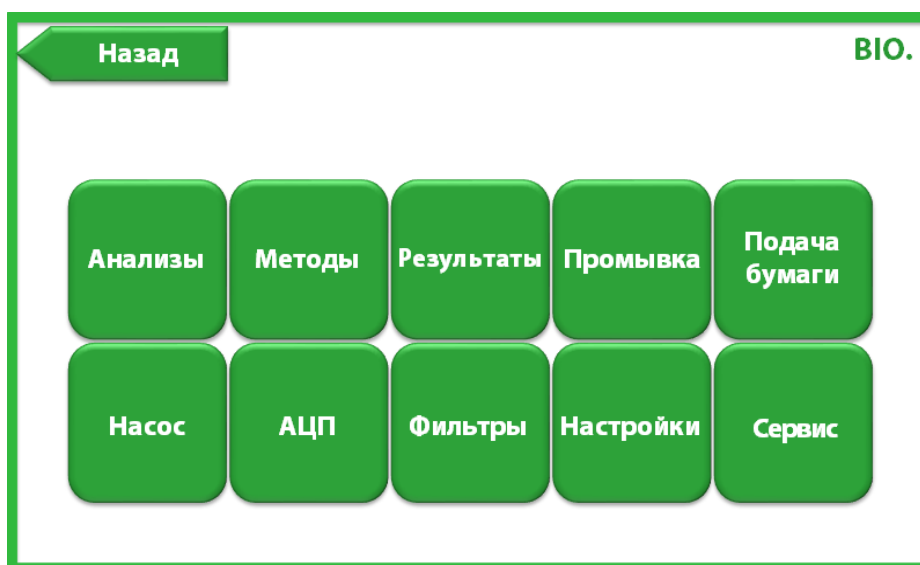 Назад
BIO.
Анализы
Методы
Результаты
Промывка
Подача
бумаги
Насос
АЦП
Фильтры
Настройки
Сервис